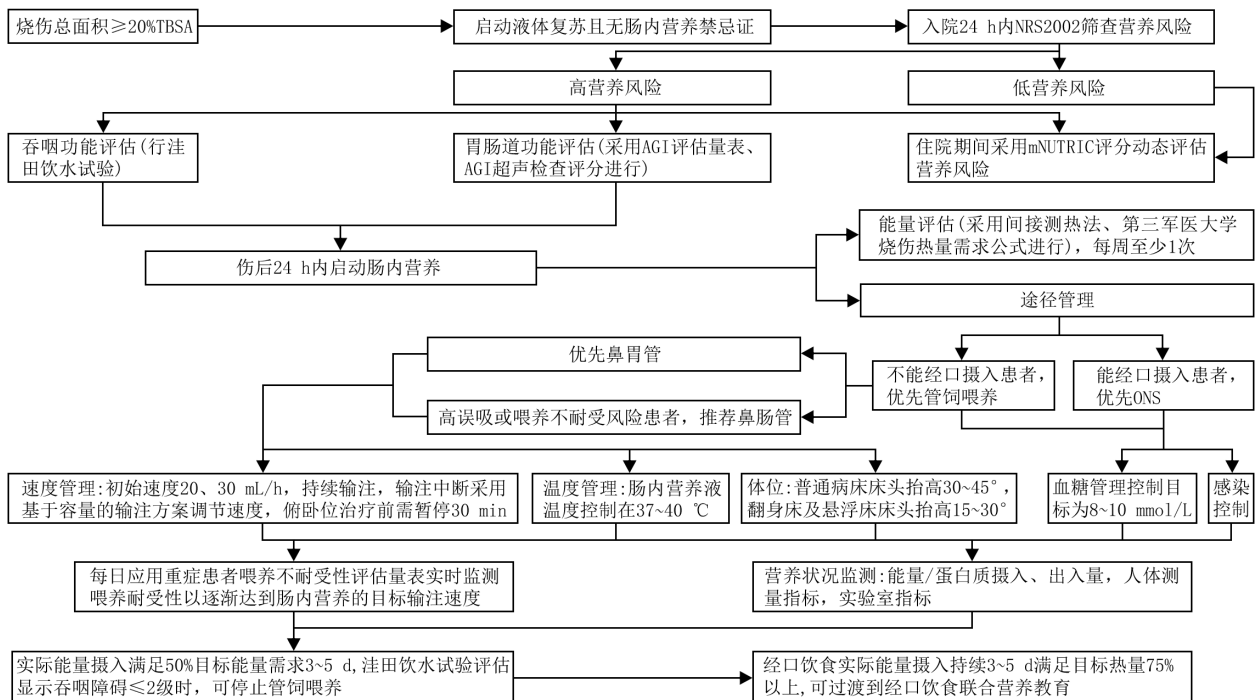 烧伤总面积≥20%TBSA
启动液体复苏且无肠内营养禁忌证
入院24 h内NRS2002筛查营养风险
高营养风险
低营养风险
吞咽功能评估(行洼
田饮水试验)
胃肠道功能评估(采用AGI评估量表、
AGI超声检查评分进行)
住院期间采用mNUTRIC评分动态评估
营养风险
伤后24 h内启动肠内营养
能量评估(采用间接测热法、第三军医大学
烧伤热量需求公式进行)，每周至少1次
途径管理
优先鼻胃管
高误吸或喂养不耐受风险患者，推荐鼻肠管
不能经口摄入患者，
优先管饲喂养
能经口摄入患者，
优先ONS
速度管理:初始速度20、30 mL/h，持续输注，输注中断采用
基于容量的输注方案调节速度，俯卧位治疗前需暂停30 min
温度管理:肠内营养液
温度控制在37~40 ℃
体位:普通病床床头抬高30~45°，
翻身床及悬浮床床头抬高15~30°
血糖管理控制目
标为8~10 mmol/L
感染
控制
每日应用重症患者喂养不耐受性评估量表实时监测
喂养耐受性以逐渐达到肠内营养的目标输注速度
营养状况监测:能量/蛋白质摄入、出入量，人体测
量指标，实验室指标
实际能量摄入满足50%目标能量需求3~5 d,洼田饮水试验评估
显示吞咽障碍≤2级时，可停止管饲喂养
经口饮食实际能量摄入持续3~5 d满足目标热量75%
以上,可过渡到经口饮食联合营养教育